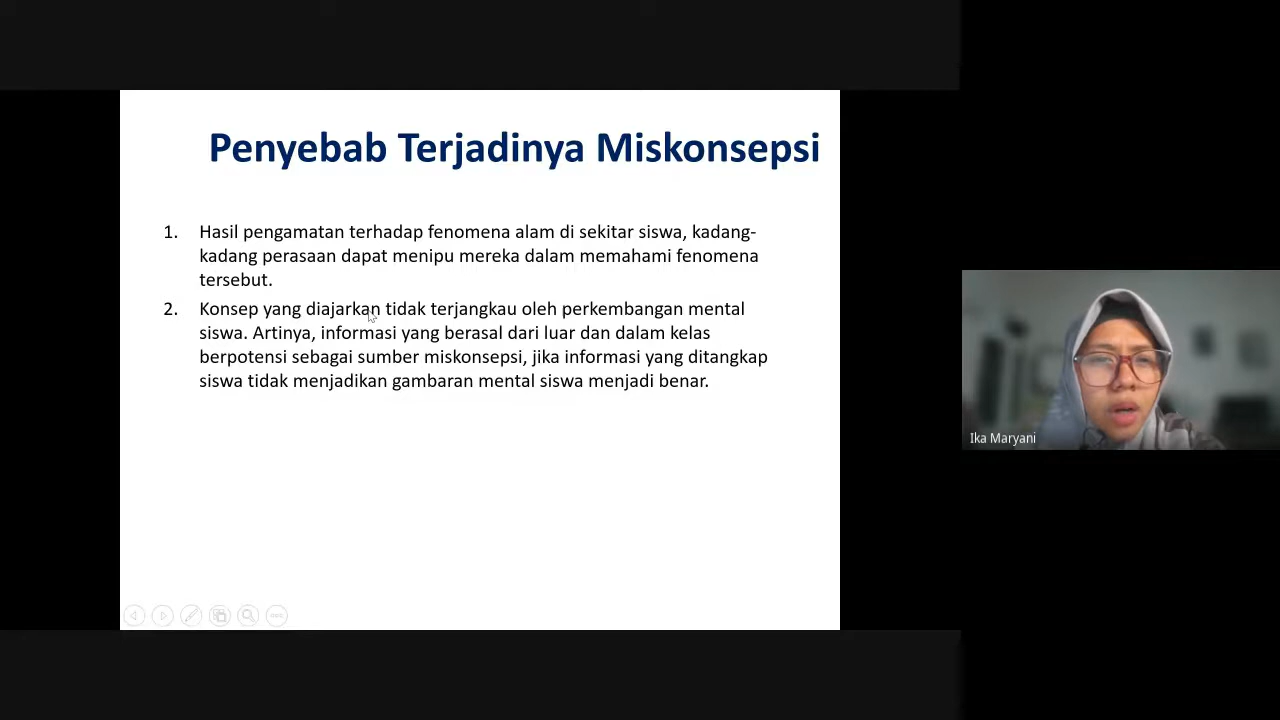 Penyebab Terjadinya Miskonsepsi
1. Hasil pengamatan terhadap fenomena alam di sekitar siswa, kadang-
kadang perasaan dapat menipu mereka dalam memahami fenomena
tersebut.
2. Konsep yang diajarkan tidak terjangkau oleh perkembangan mental
siswa. Artinya, informasi yang berasal dari luar dan dalam kelas
berpotensi sebagai sumber miskonsepsi, jika informasi yang ditangkap
siswa tidak menjadikan gambaran mental siswa menjadi benar.
Ika Maryani